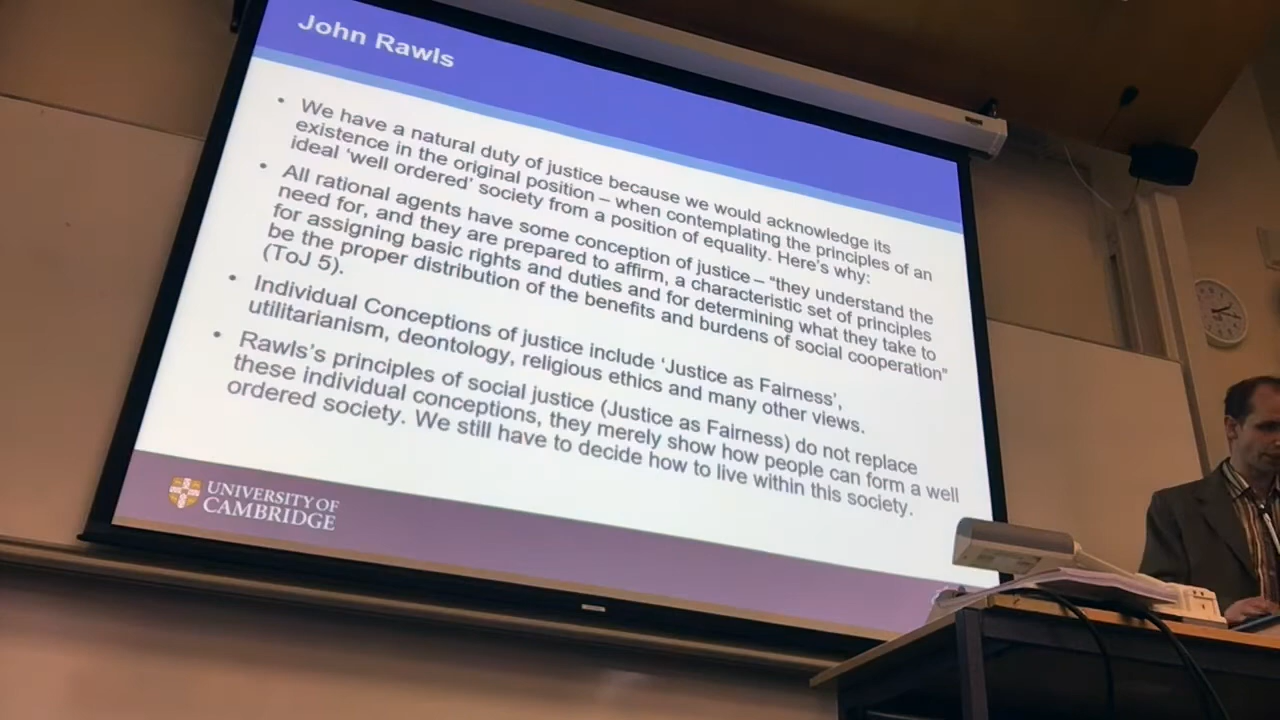 John Rawls
• We have a natural duty of justice because we would acknowledge its
existence in the original position – when contemplating the principles of an
ideal ‘well ordered’ society from a position of equality. Here’s why:
• All rational agents have some conception of justice – “they understand the
need for, and they are prepared to affirm, a characteristic set of principles
for assigning basic rights and duties and for determining what they take to
be the proper distribution of the benefits and burdens of social cooperation”
(ToJ 5).
• Individual Conceptions of justice include ‘Justice as Fairness’,
utilitarianism, deontology, religious ethics and many other views.
• Rawls’s principles of social justice (Justice as Fairness) do not replace
these individual conceptions, they merely show how people can form a well
ordered society. We still have to decide how to live within this society.
UNIVERSITY OF
CAMBRIDGE